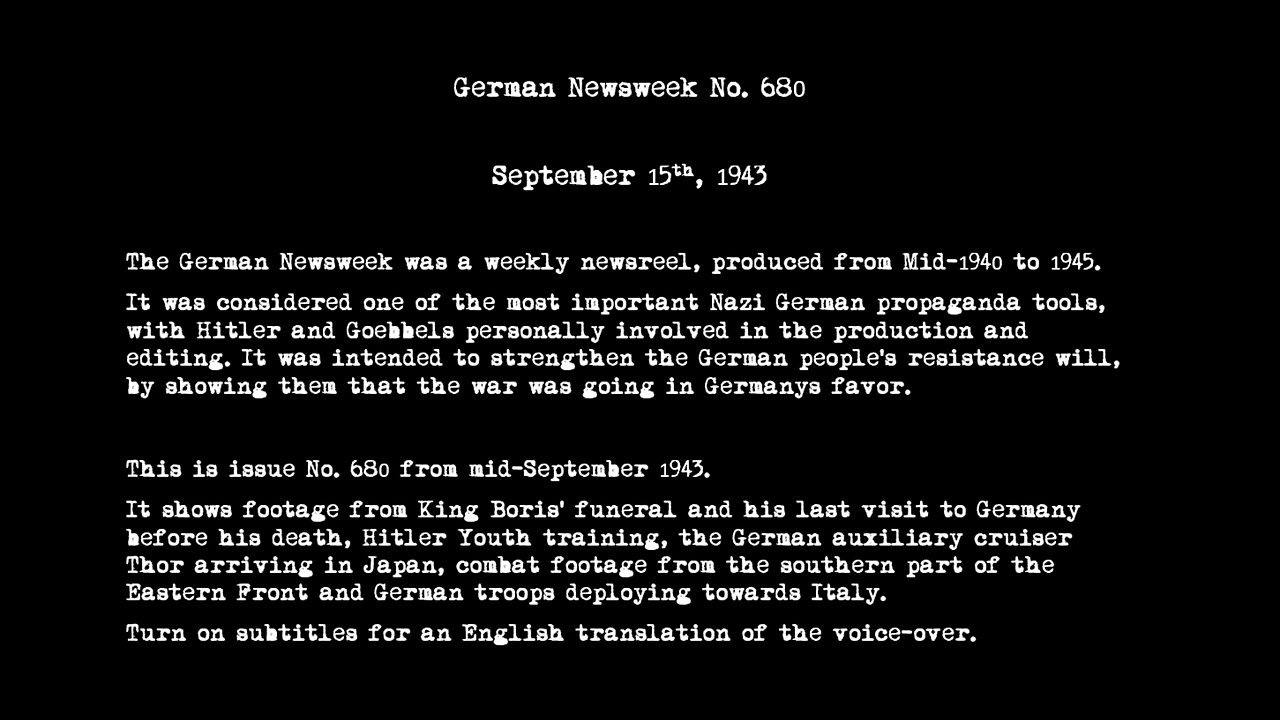 German Newsweek No. 680
September 15th, 1943
The German Newsweek was a weekly newsreel, produced from Mid-1940 to 1945.
It was considered one of the most important Nazi German propaganda tools,
with Hitler and Goebbels personally involved in the production and
editing. It was intended to strengthen the German people's resistance will,
by showing them that the war was going in Germanys favor.
This is issue No. 680 from mid-September 1943.
It shows footage from King Boris' funeral and his last visit to Germany
before his death, Hitler Youth training, the German auxiliary cruiser
Thor arriving in Japan, combat footage from the southern part of the
Eastern Front and German troops deploying towards Italy.
Turn on subtitles for an English translation of the voice-over.